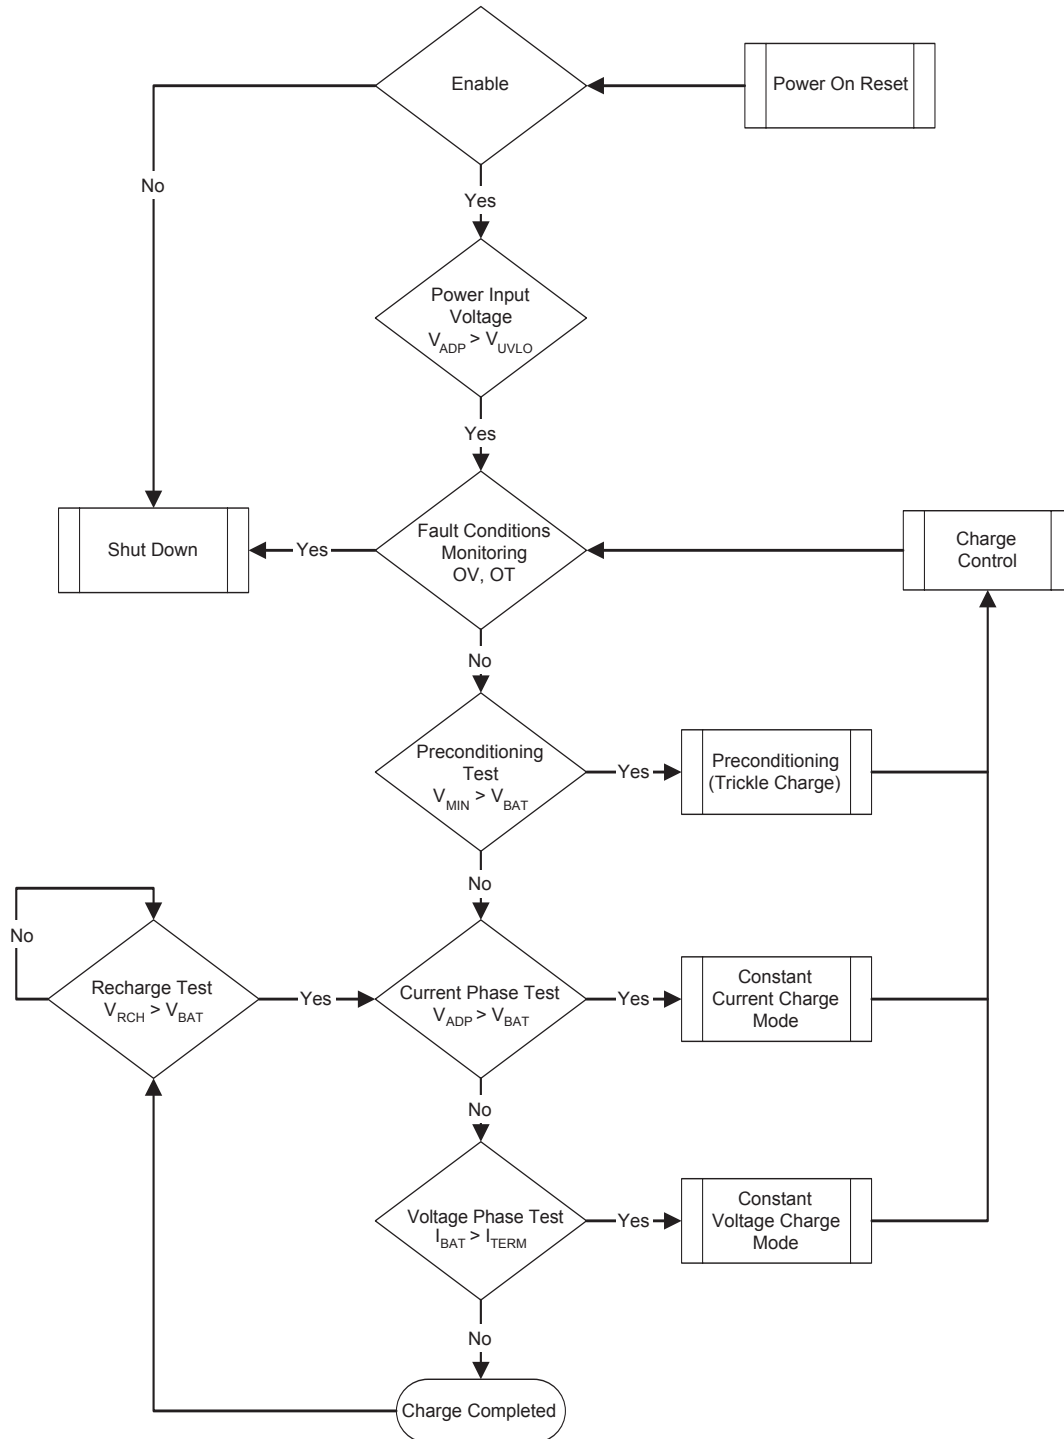 Enable
Power On Reset
No
Yes
Power Input
Voltage
V_ADP > V_UVLO
Yes
Shut Down
Yes
Fault Conditions
Monitoring
OV, OT
Charge
Control
No
Preconditioning
Test
V_MIN > V_BAT
Yes
Preconditioning
(Trickle Charge)
No
No
Recharge Test
V_RCH > V_BAT
Yes
Current Phase Test
V_ADP > V_BAT
Yes
Constant
Current Charge
Mode
No
Voltage Phase Test
I_BAT > I_TERM
Yes
Constant
Voltage Charge
Mode
No
Charge Completed